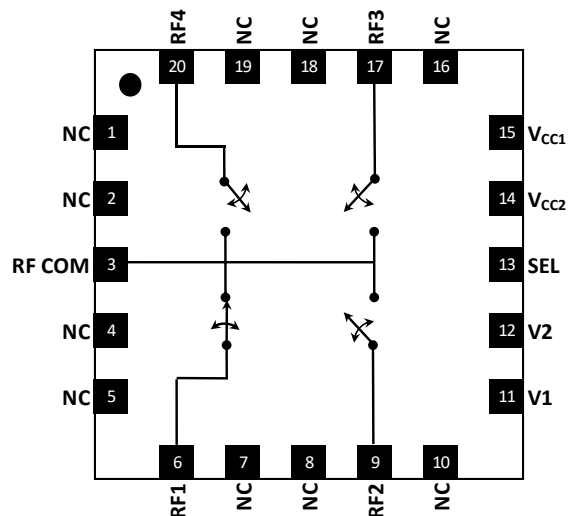 RF4 NC NC RF3 NC
20 19 18 17 16
NC 1
15 VCC1
NC 2
14 VCC2
RF COM 3
13 SEL
NC 4
12 V2
NC 5
11 V1
6 7 8 9 10
RF1 NC NC RF2 NC